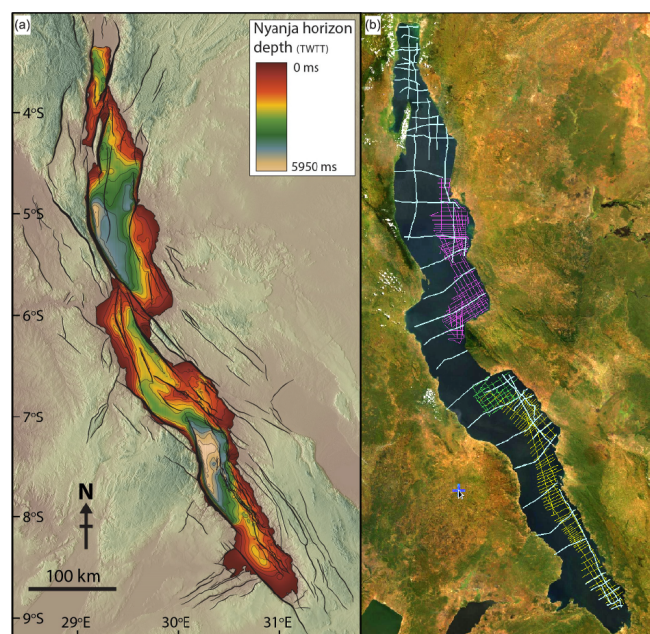 (a)
Nyanja horizon
depth (TWTT)
0 ms
5950 ms
4°S
5°S
6°S
7°S
8°S
9°S
N
100 km
29°E
30°E
31°E
(b)